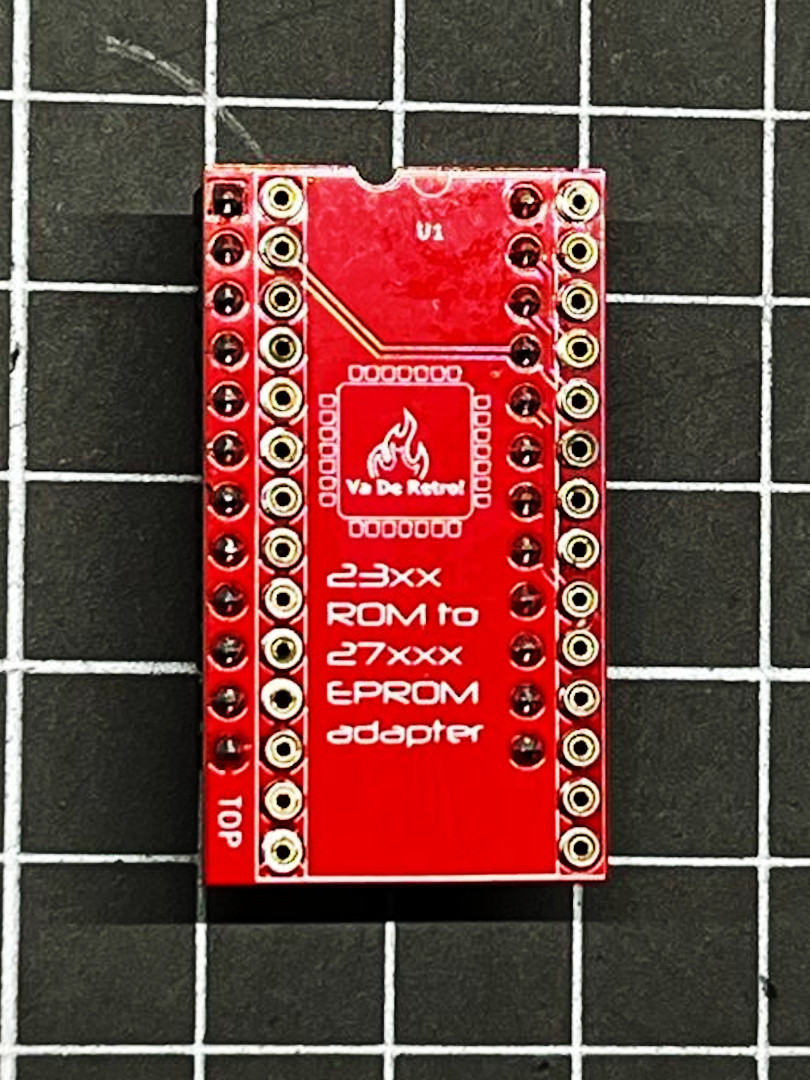 U1
Va De Retro!
23xx
ROM to
27xxx
EPROM
adapter
TOP